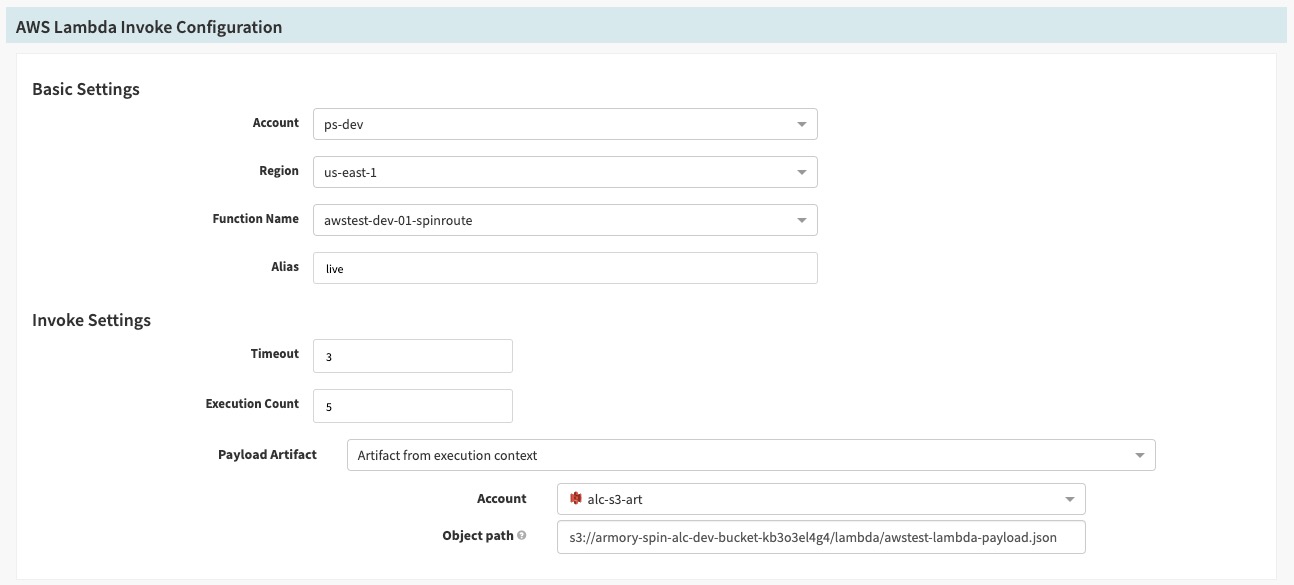 AWS Lambda Invoke Configuration
Basic Settings
Account ps-dev
Region us-east-1
Function Name awstest-dev-01-spinroute
Alias live
Invoke Settings
Timeout 3
Execution Count 5
Payload Artifact Artifact from execution context
Account alc-s3-art
Object path s3://armory-spin-alc-dev-bucket-kb3o3el4g4/lambda/awstest-lambda-payload.json